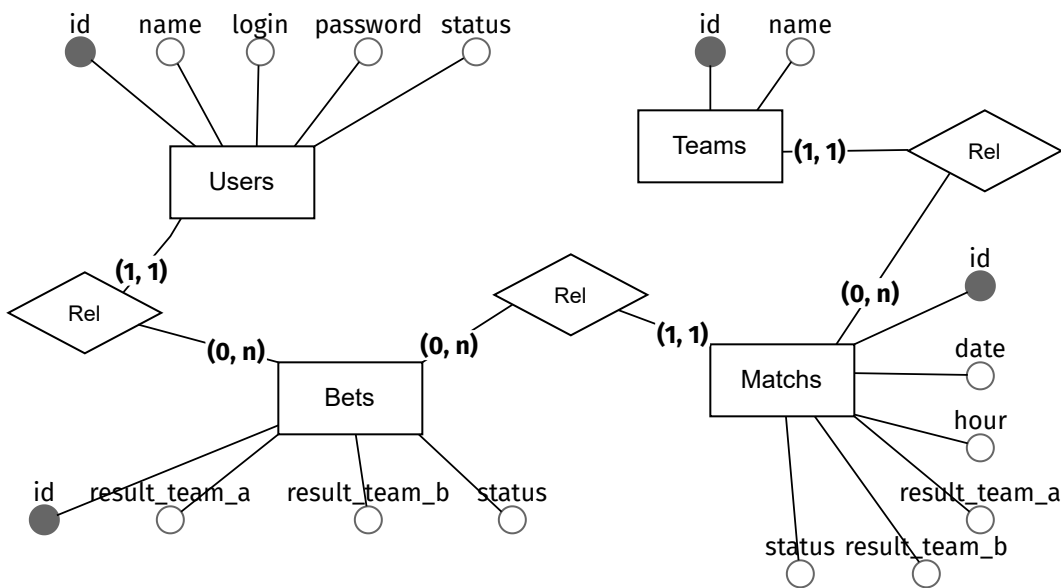 id name login password status
id name
Users
Teams
(1, 1)
Rel
(1, 1)
Rel
(0, n)
(0, n)
Rel
(1, 1)
(0, n)
id
Bets
Matchs
date
hour
id result_team_a result_team_b status
result_team_a
status result_team_b